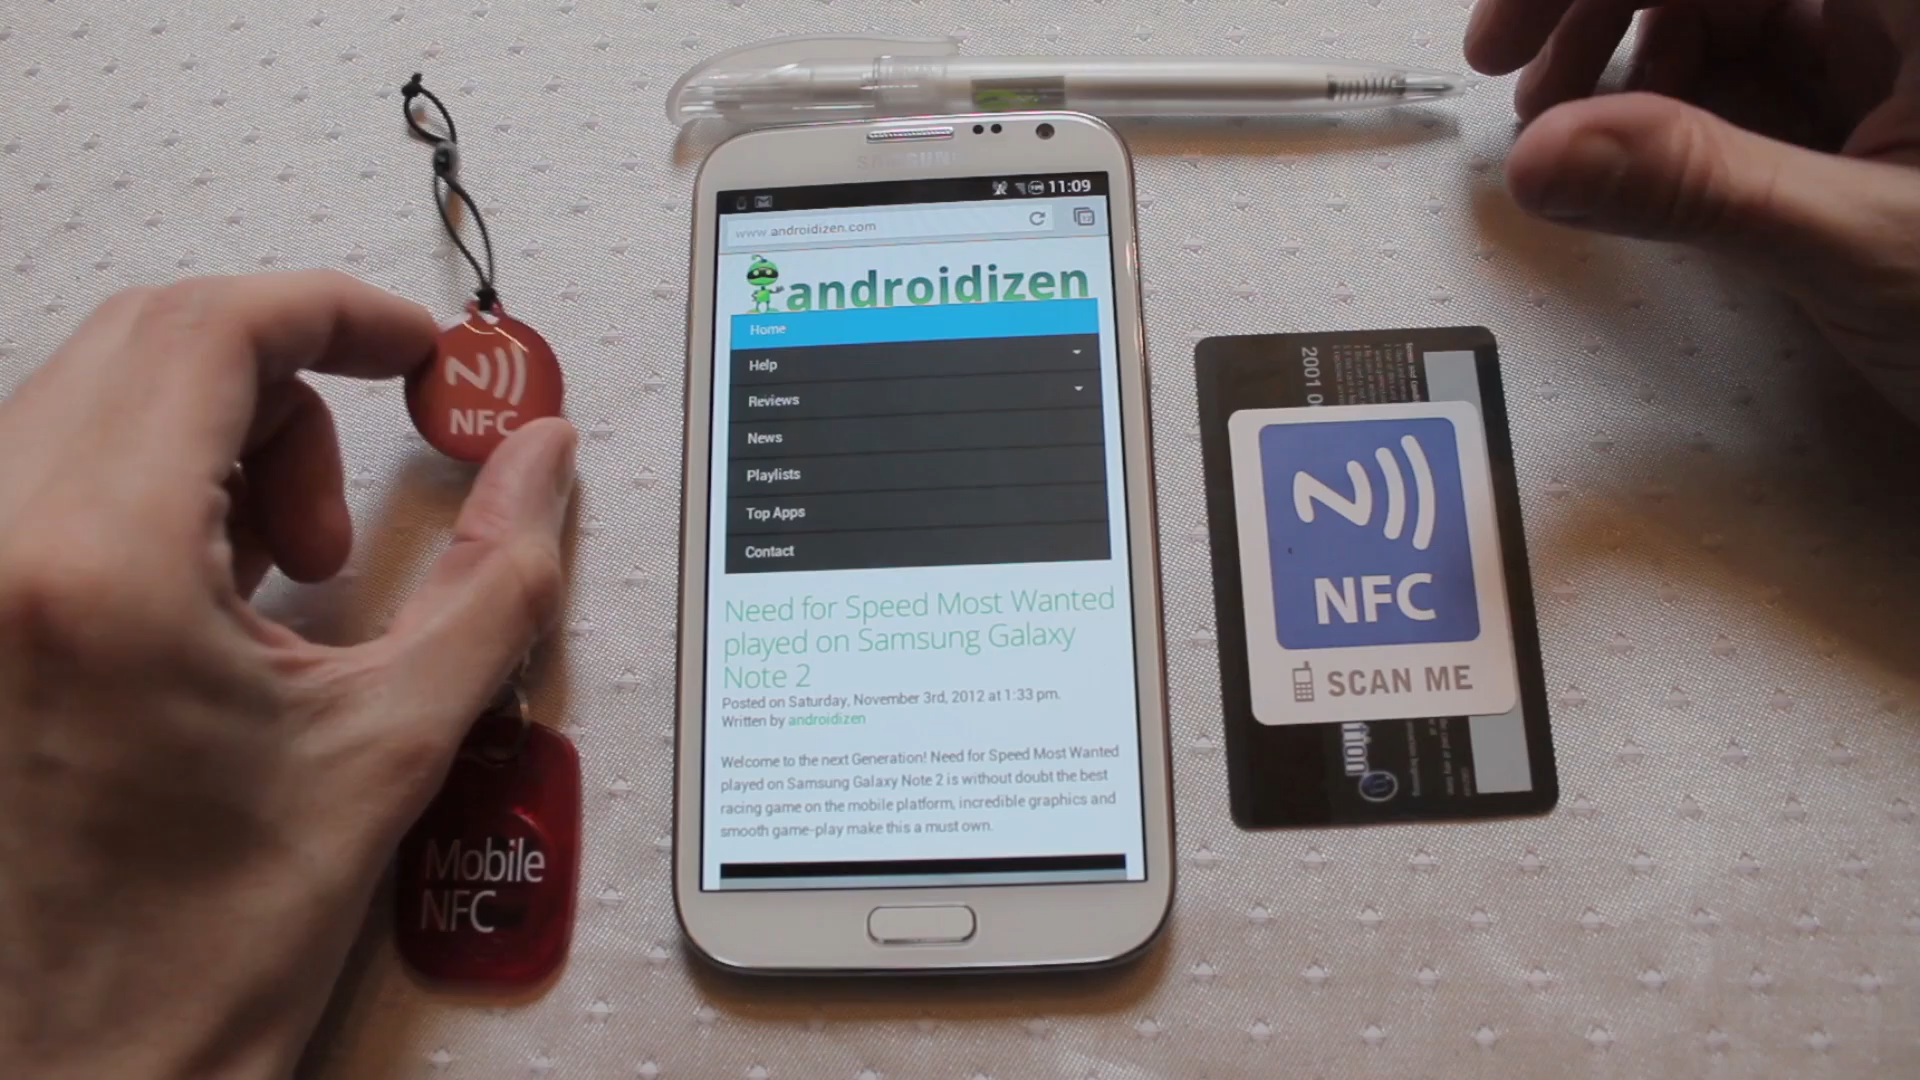 SAMSUNG
11:09
www.androidizen.com
androidizen
Home
Help
Reviews
News
Playlists
Top Apps
Contact
Need for Speed Most Wanted
played on Samsung Galaxy
Note 2
Posted on Saturday, November 3rd, 2012 at 1:33 pm.
Written by androidizen
Welcome to the next Generation! Need for Speed Most Wanted
played on Samsung Galaxy Note 2 is without doubt the best
racing game on the mobile platform, incredible graphics and
smooth game-play make this a must own.
NFC
Mobile
NFC
2001
NFC
SCAN ME